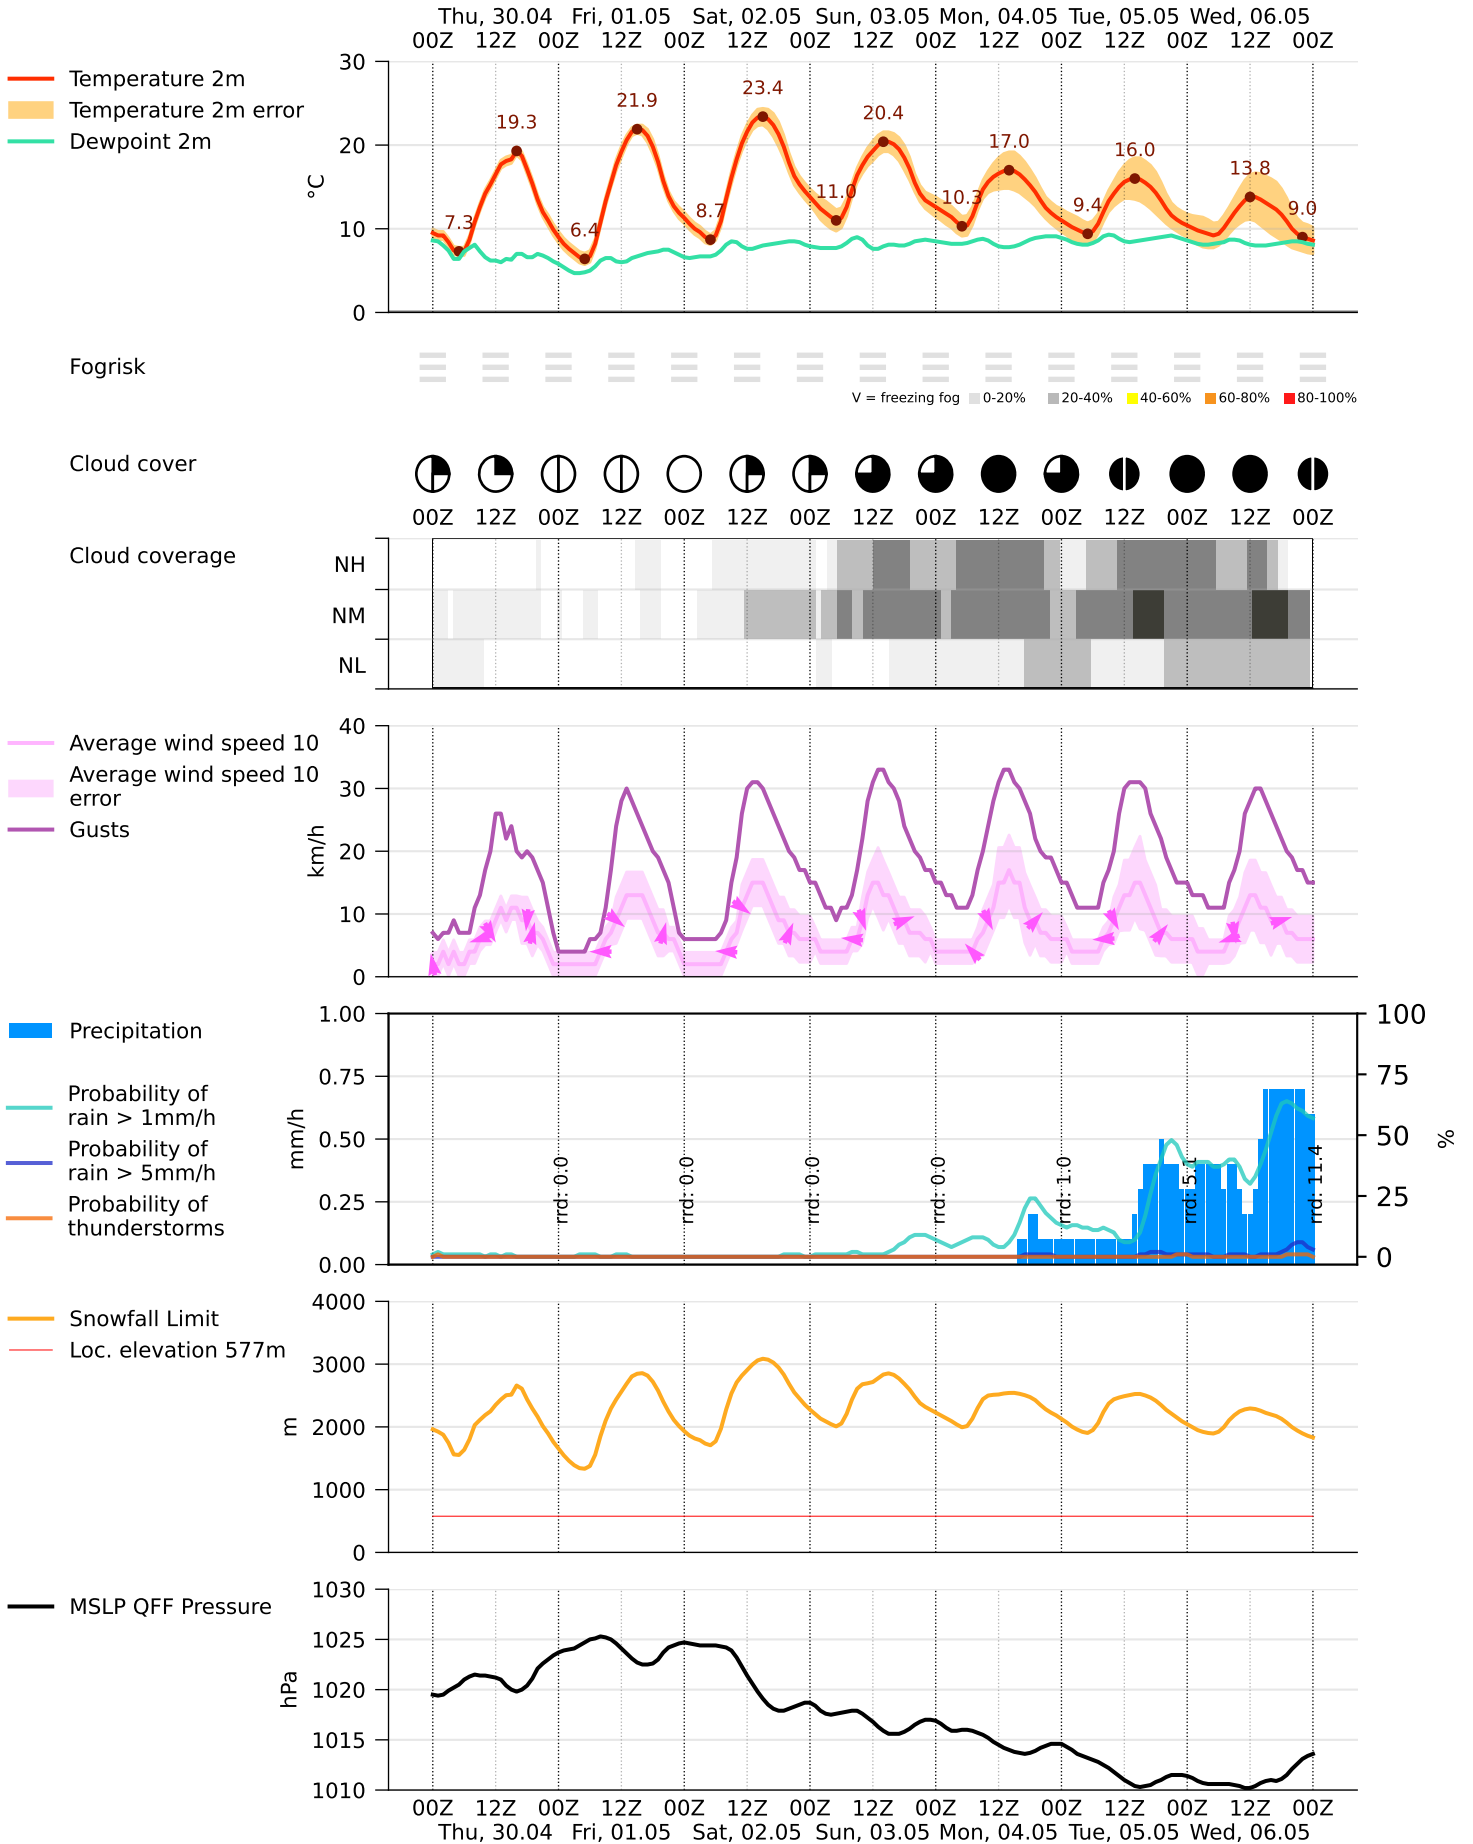 Thu, 30.04 Fri, 01.05 Sat, 02.05 Sun, 03.05 Mon, 04.05 Tue, 05.05 Wed, 06.05
00Z 12Z 00Z 12Z 00Z 12Z 00Z 12Z 00Z 12Z 00Z 12Z 00Z 12Z 00Z
Temperature 2m
Temperature 2m error
Dewpoint 2m
°C
30
20
10
0
7.3 19.3 6.4 21.9 8.7 23.4 11.0 20.4 10.3 17.0 9.4 16.0 13.8 9.0
Fogrisk
V = freezing fog 0-20% 20-40% 40-60% 60-80% 80-100%
Cloud cover
00Z 12Z 00Z 12Z 00Z 12Z 00Z 12Z 00Z 12Z 00Z 12Z 00Z 12Z 00Z
Cloud coverage
NH
NM
NL
Average wind speed 10
Average wind speed 10
error
Gusts
km/h
40
30
20
10
0
Precipitation
Probability of
rain > 1mm/h
Probability of
rain > 5mm/h
Probability of
thunderstorms
mm/h
1.00
0.75
0.50
0.25
0.00
rrd: 0.0
rrd: 0.0
rrd: 0.0
rrd: 0.0
rrd: 1.0
rrd: 5.1
rrd: 11.4
100
75
50
25
0
%
Snowfall Limit
Loc. elevation 577m
m
4000
3000
2000
1000
0
MSLP QFF Pressure
hPa
1030
1025
1020
1015
1010
00Z 12Z 00Z 12Z 00Z 12Z 00Z 12Z 00Z 12Z 00Z 12Z 00Z 12Z 00Z
Thu, 30.04 Fri, 01.05 Sat, 02.05 Sun, 03.05 Mon, 04.05 Tue, 05.05 Wed, 06.05